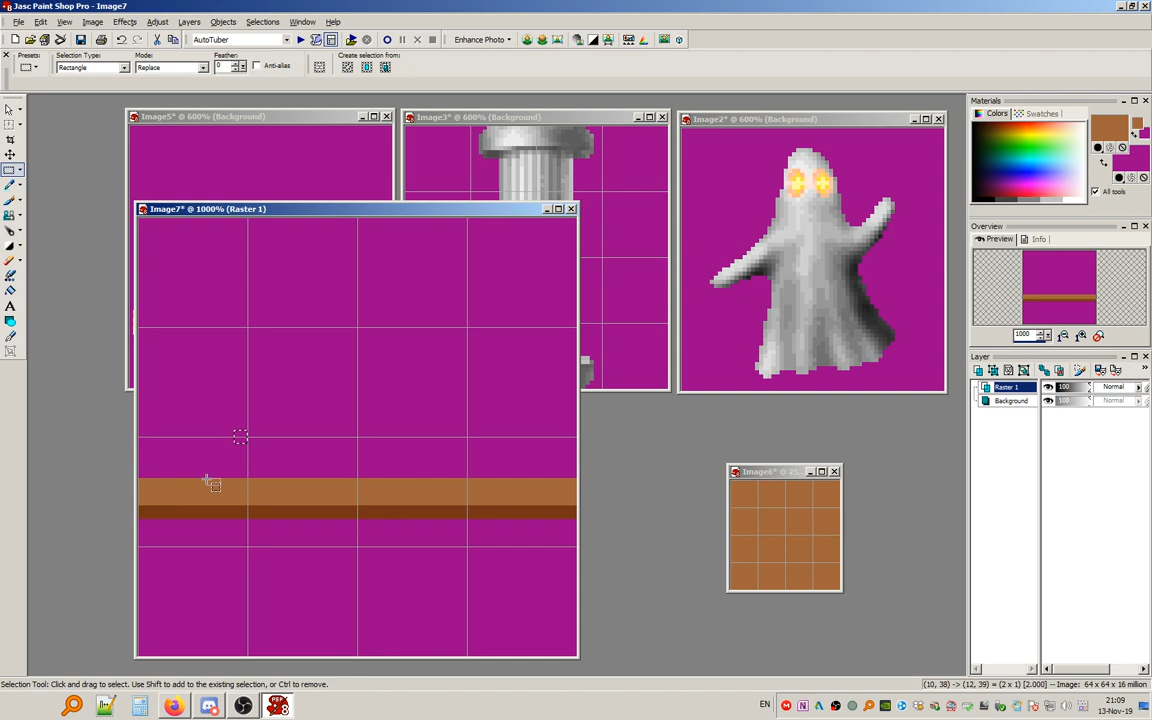 Jasc Paint Shop Pro - Image7
File Edit View Image Effects Adjust Layers Objects Selections Window Help
AutoTuber
Enhance Photo
Presets:
Selection Type:
Mode:
Feather:
Create selection from:
Rectangle
Replace
0
Anti-alias
Image5* @ 600% (Background)
Image3* @ 600% (Background)
Image2* @ 600% (Background)
Image7* @ 1000% (Raster 1)
Image6* @ 25...
Materials
Colors
Swatches
All tools
Overview
Preview
Info
1000
Layer
Raster 1
100
Normal
Background
100
Normal
Selection Tool: Click and drag to select. Use Shift to add to the existing selection, or Ctrl to remove.
(10, 38) -> (12, 39) = (2 x 1) [2.000] -- Image: 64 x 64 x 16 million
EN
21:09
13-Nov-19